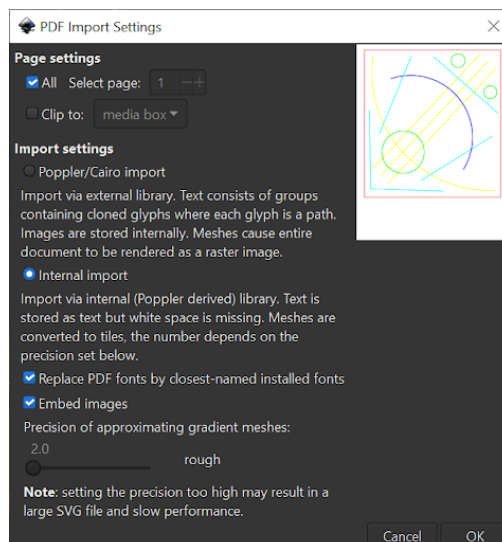 PDF Import Settings
Page settings
All Select page: 1
Clip to: media box
Import settings
Poppler/Cairo import
Import via external library. Text consists of groups
containing cloned glyphs where each glyph is a path.
Images are stored internally. Meshes cause entire
document to be rendered as a raster image.
Internal import
Import via internal (Poppler derived) library. Text is
stored as text but white space is missing. Meshes are
converted to tiles, the number depends on the
precision set below.
Replace PDF fonts by closest-named installed fonts
Embed images
Precision of approximating gradient meshes:
2.0
rough
Note: setting the precision too high may result in a
large SVG file and slow performance.
Cancel OK